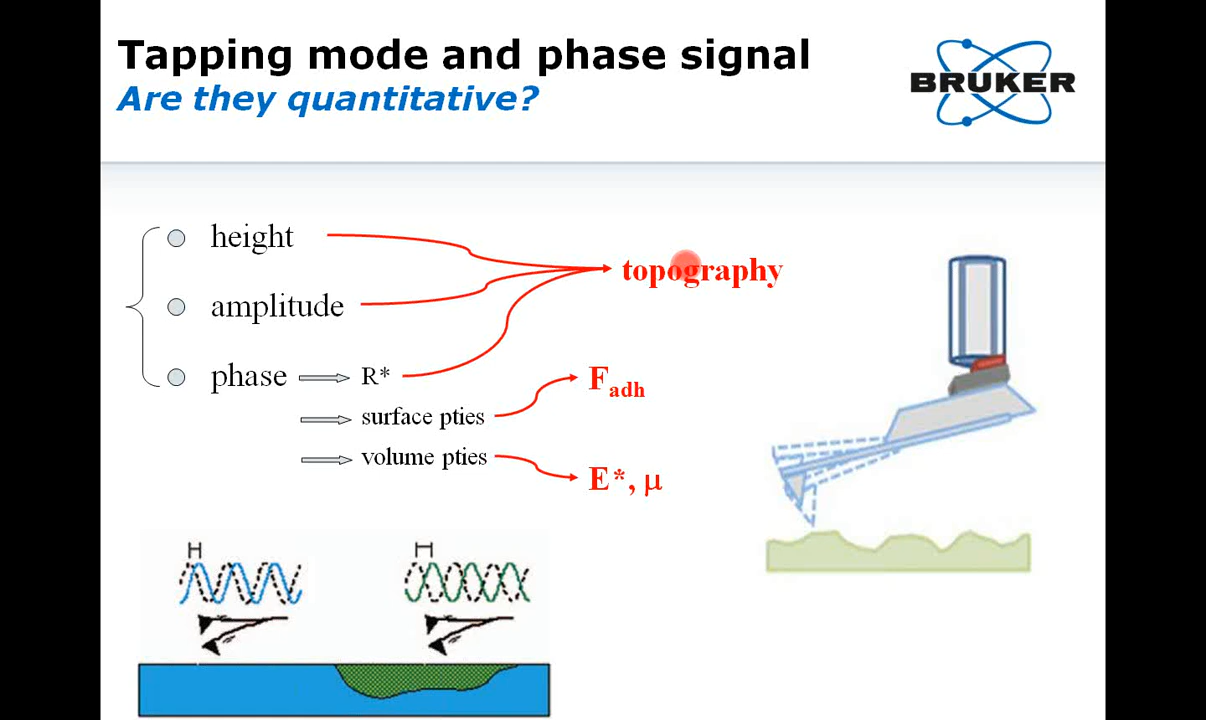 Tapping mode and phase signal
Are they quantitative?
BRUKER
height
topography
amplitude
phase
R*
Fadh
surface pties
volume pties
E*, μ
H
H